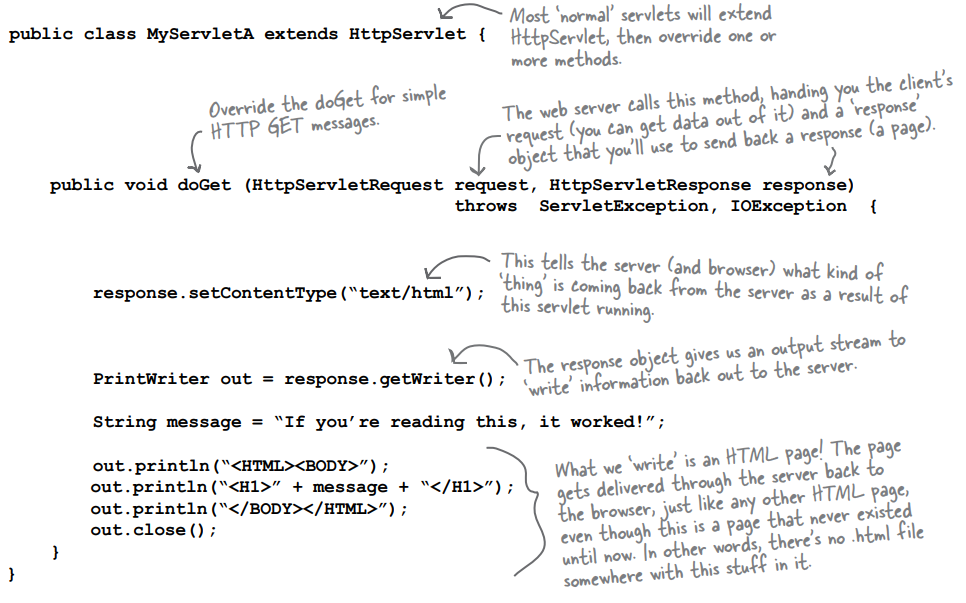 public class MyServletA extends HttpServlet {
Most ‘normal’ servlets will extend
HttpServlet, then override one or
more methods.
Override the doGet for simple
HTTP GET messages.
The web server calls this method, handing you the client’s
request (you can get data out of it) and a ‘response’
object that you’ll use to send back a response (a page).
public void doGet (HttpServletRequest request, HttpServletResponse response)
throws ServletException, IOException {
This tells the server (and browser) what kind of
‘thing’ is coming back from the server as a result of
this servlet running.
response.setContentType(“text/html”);
The response object gives us an output stream to
‘write’ information back out to the server.
PrintWriter out = response.getWriter();
String message = “If you’re reading this, it worked!”;
out.println(“<HTML><BODY>”);
out.println(“<H1>” + message + “</H1>”);
out.println(“</BODY></HTML>”);
out.close();
What we ‘write’ is an HTML page! The page
gets delivered through the server back to
the browser, just like any other HTML page,
even though this is a page that never existed
until now. In other words, there’s no .html file
somewhere with this stuff in it.
}
}